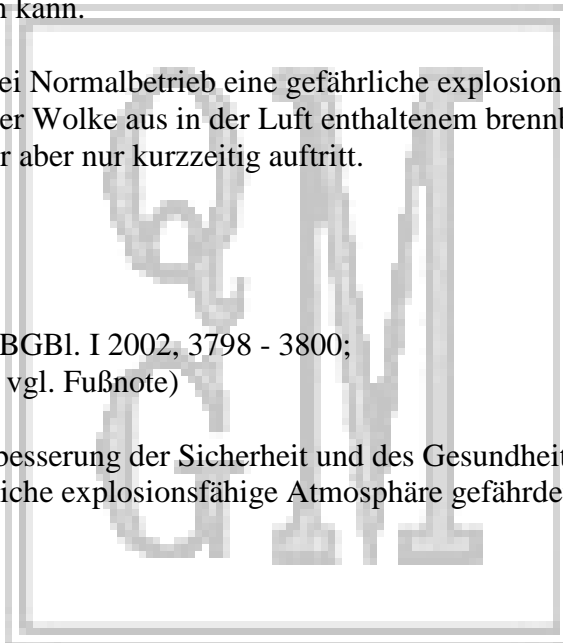 n kann.
ei Normalbetrieb eine gefährliche explosion
er Wolke aus in der Luft enthaltenem brennb
r aber nur kurzzeitig auftritt.
BGBl. I 2002, 3798 - 3800;
vgl. Fußnote)
besserung der Sicherheit und des Gesundheit
iche explosionsfähige Atmosphäre gefährde
QM
G